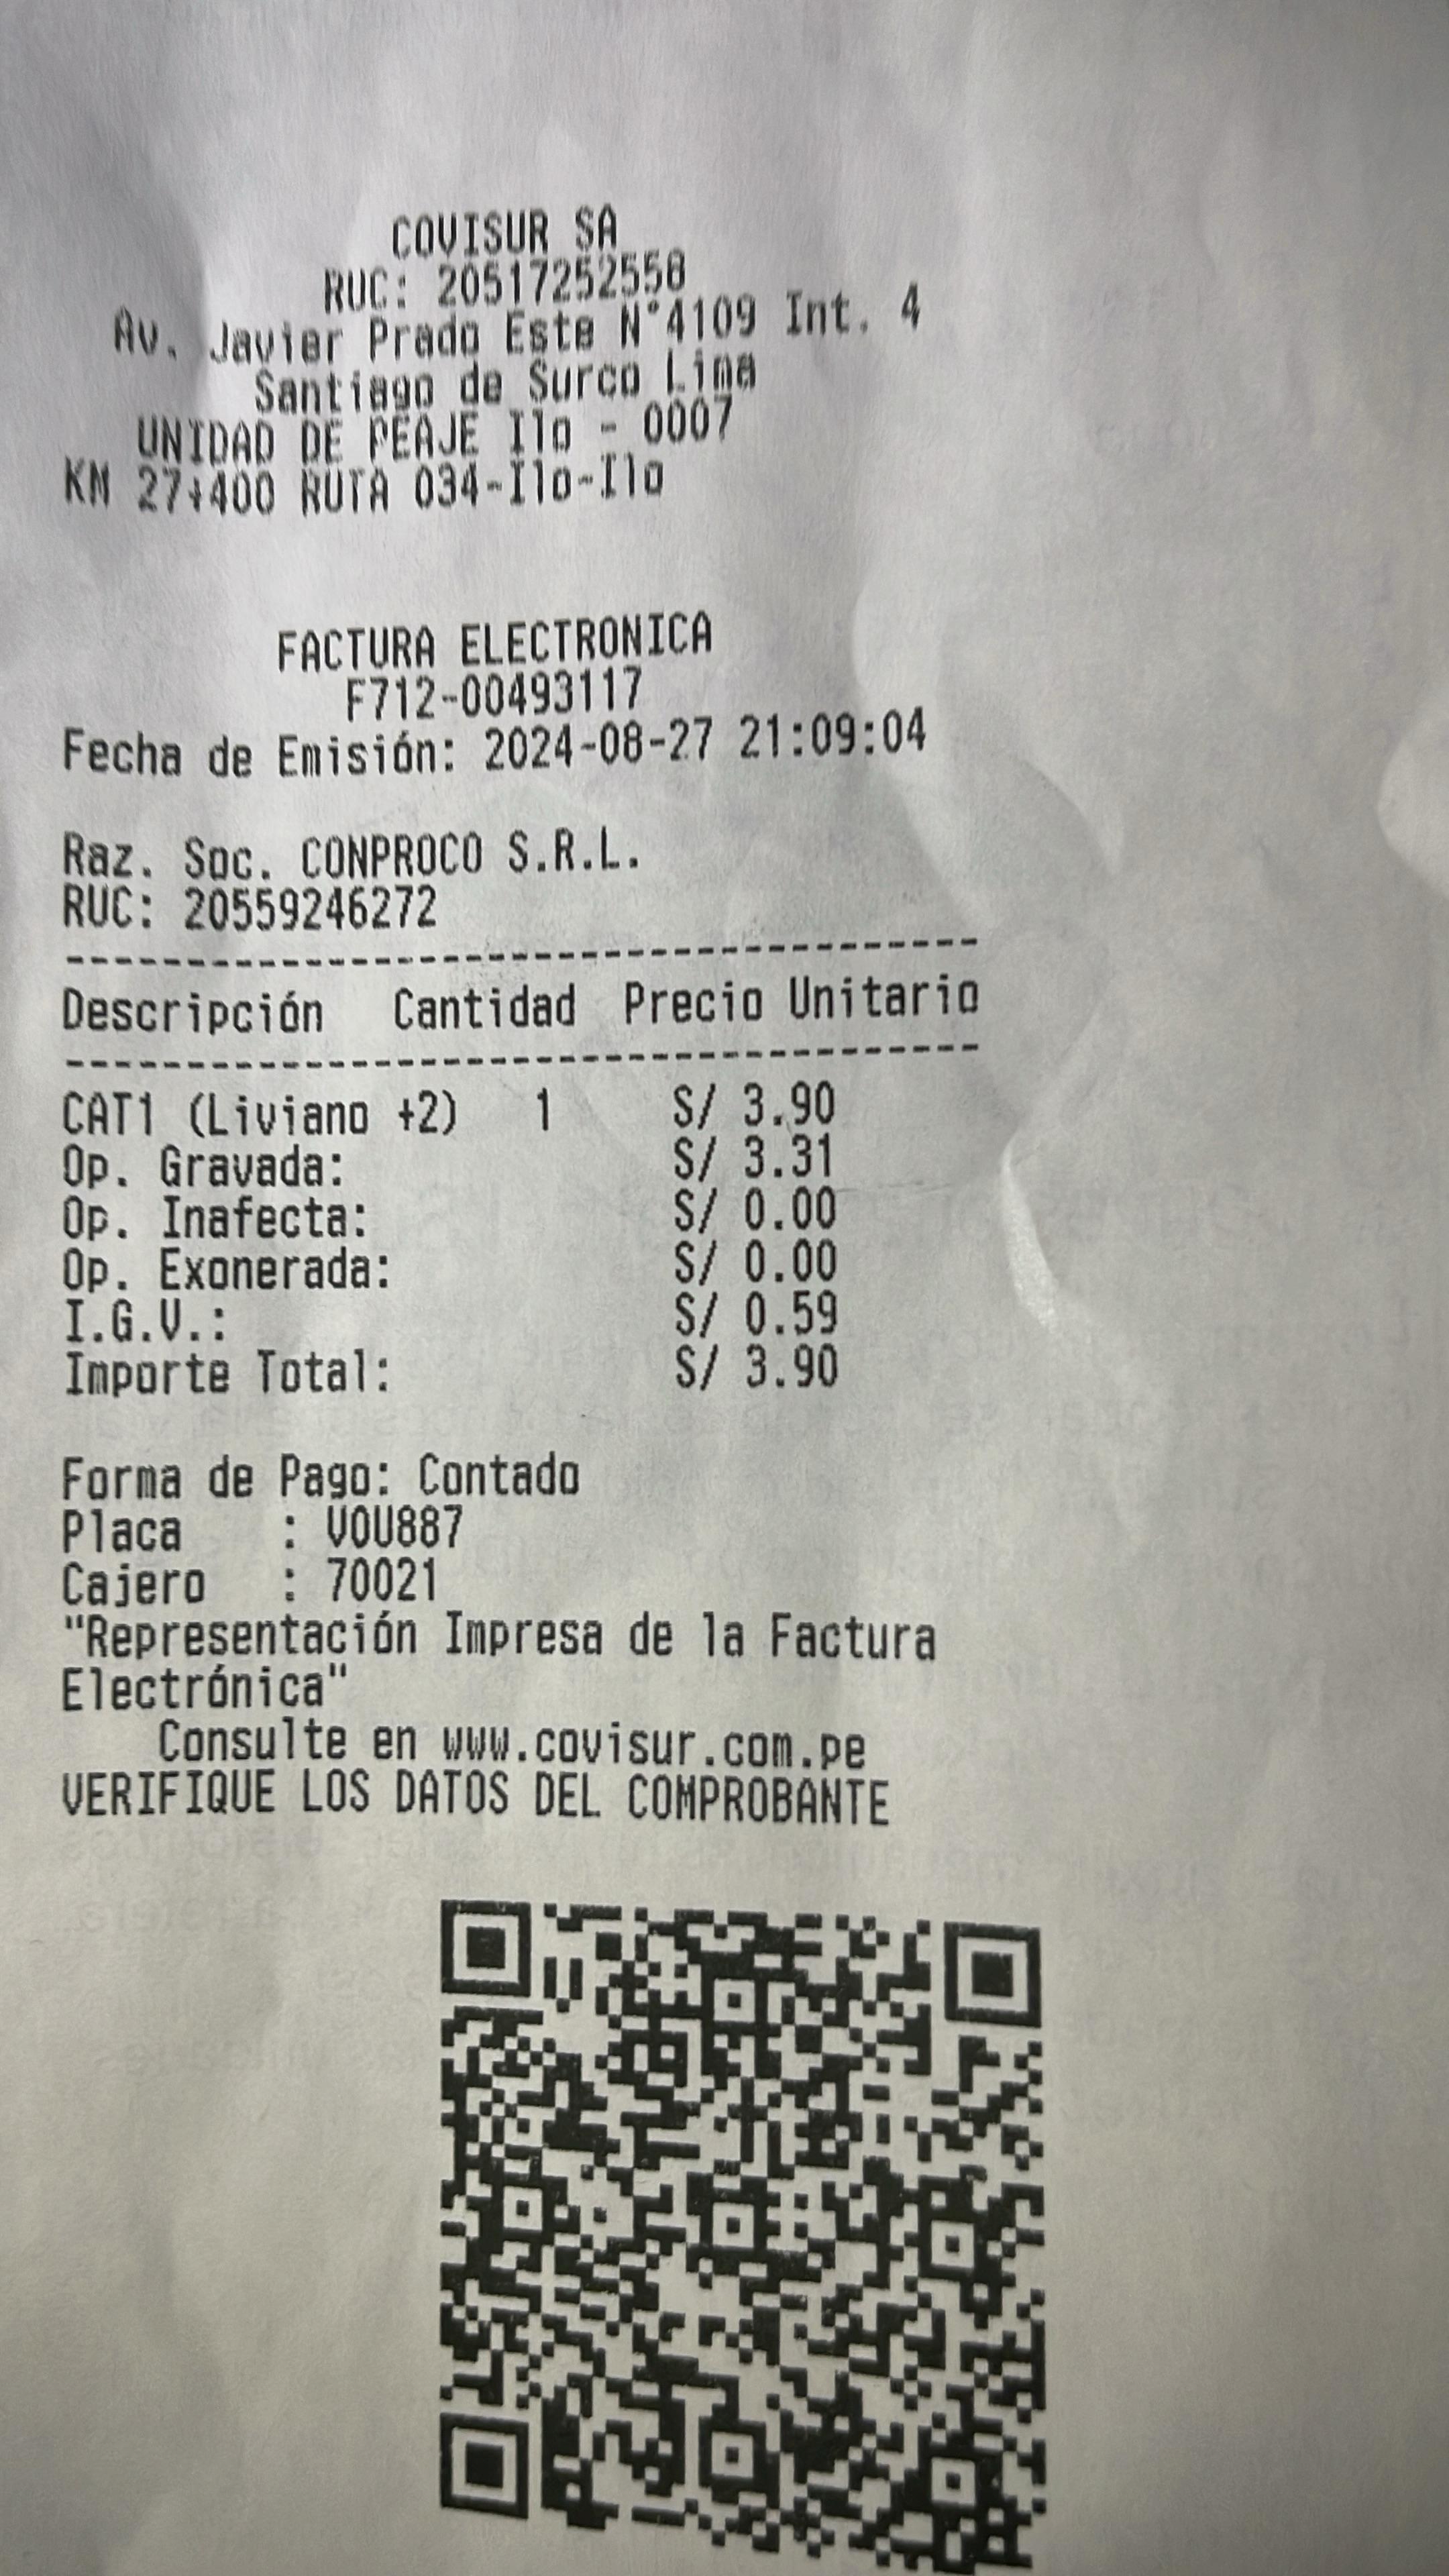 COVISUR SA
RUC: 20517252558
Av. Javier Prado Este N°4109 Int. 4
Santiago de Surco Lima
UNIDAD DE PEAJE Ilo - 0007
KM 27+400 RUTA 034-Ilo-Ilo
FACTURA ELECTRONICA
F712-00493117
Fecha de Emisión: 2024-08-27 21:09:04
Raz. Soc. CONPROCO S.R.L.
RUC: 20559246272
Descripción Cantidad Precio Unitario
CAT1 (Liviano +2) 1 S/ 3.90
Op. Gravada: S/ 3.31
Op. Inafecta: S/ 0.00
Op. Exonerada: S/ 0.00
I.G.V.: S/ 0.59
Importe Total: S/ 3.90
Forma de Pago: Contado
Placa : VOU887
Cajero : 70021
"Representación Impresa de la Factura
Electrónica"
Consulte en www.covisur.com.pe
VERIFIQUE LOS DATOS DEL COMPROBANTE